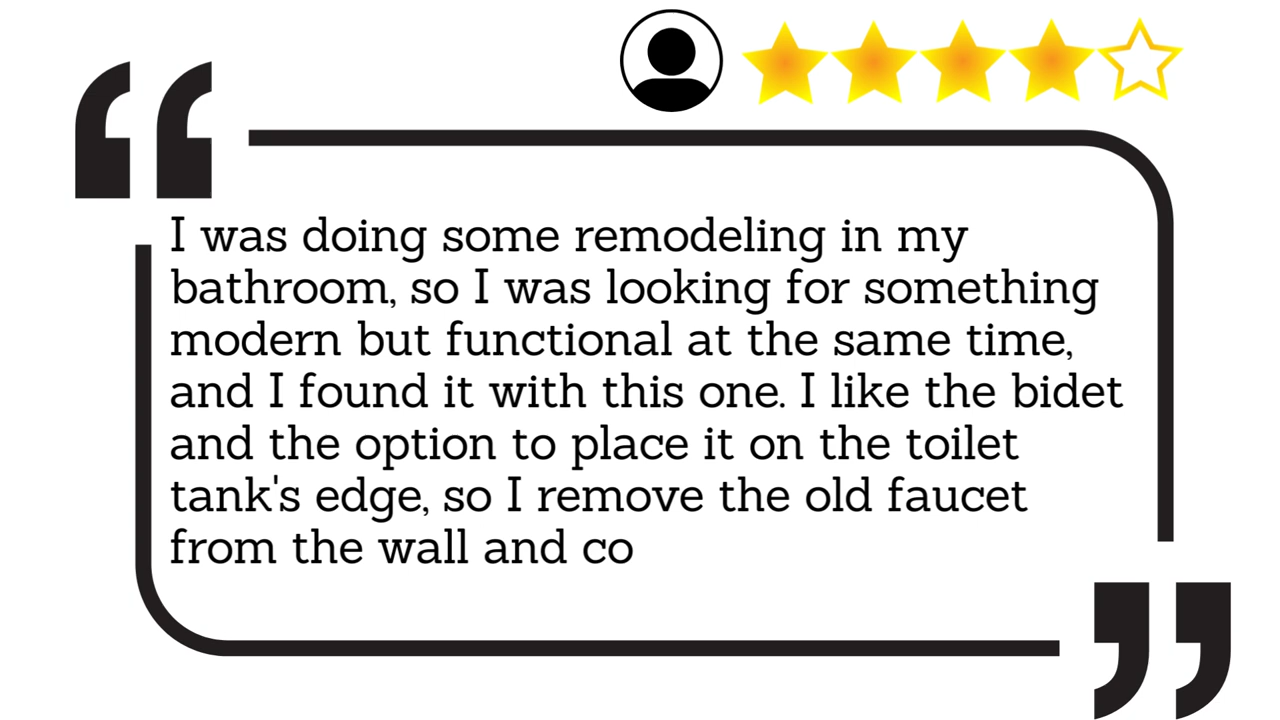 I was doing some remodeling in my
bathroom, so I was looking for something
modern but functional at the same time,
and I found it with this one. I like the bidet
and the option to place it on the toilet
tank's edge, so I remove the old faucet
from the wall and co